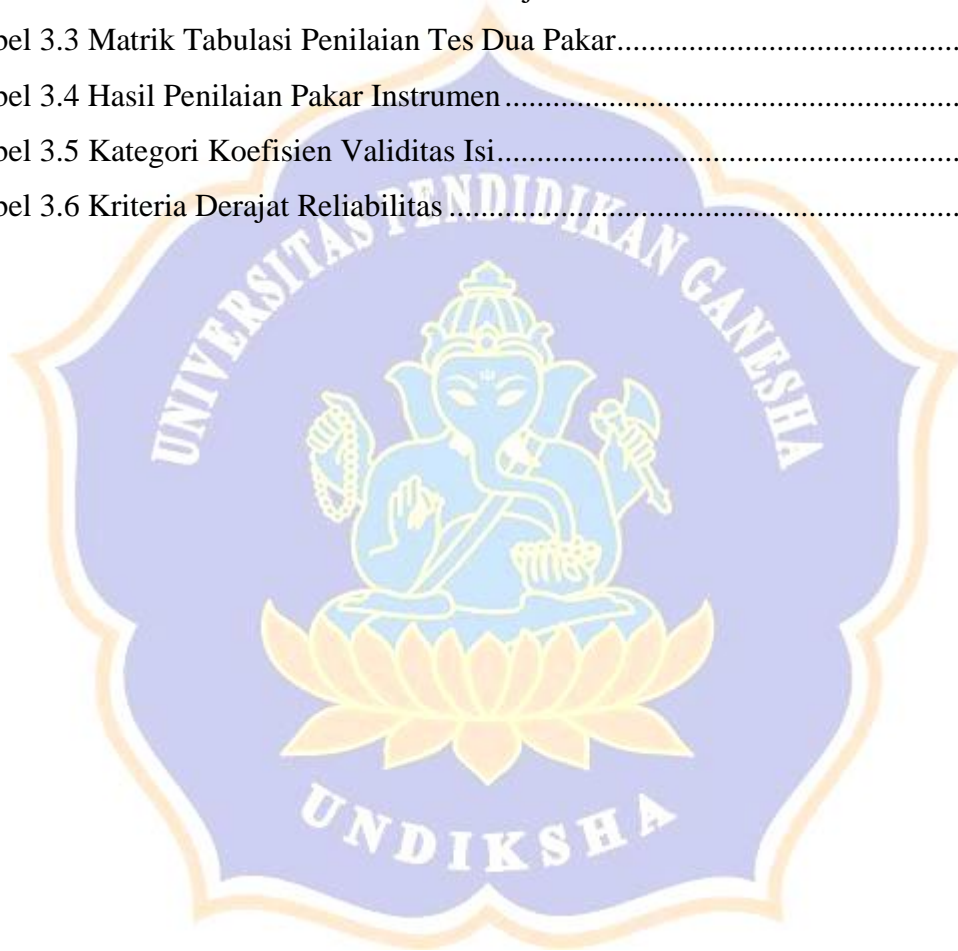 bel 3.3 Matrik Tabulasi Penilaian Tes Dua Pakar.......................................................
bel 3.4 Hasil Penilaian Pakar Instrumen.......................................................................
bel 3.5 Kategori Koefisien Validitas Isi........................................................................
bel 3.6 Kriteria Derajat Reliabilitas..............................................................................
UNIVERSITAS PENDIDIKAN GANESHA
UNDIKSHA